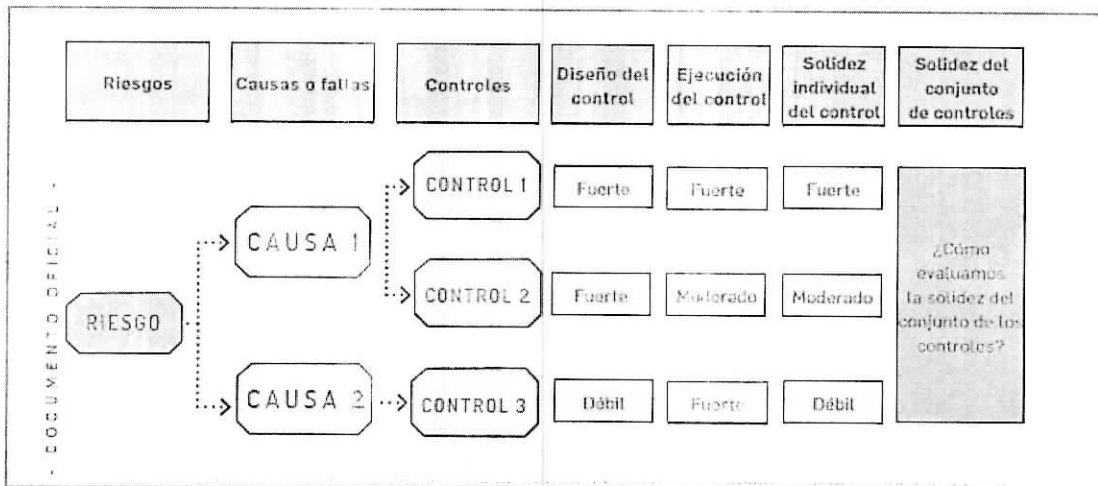 Riesgos
Causas o fallas
Controles
Diseño del
control
Ejecución
del control
Solidez
individual
del control
Solidez del
conjunto
de controles
- DOCUMENTO OFICIAL -
RIESGO
CAUSA 1
CAUSA 2
CONTROL 1
Fuerte
Fuerte
Fuerte
CONTROL 2
Fuerte
Moderado
Moderado
CONTROL 3
Débil
Fuerte
Débil
¿Cómo
evaluamos
la solidez del
conjunto de los
controles?